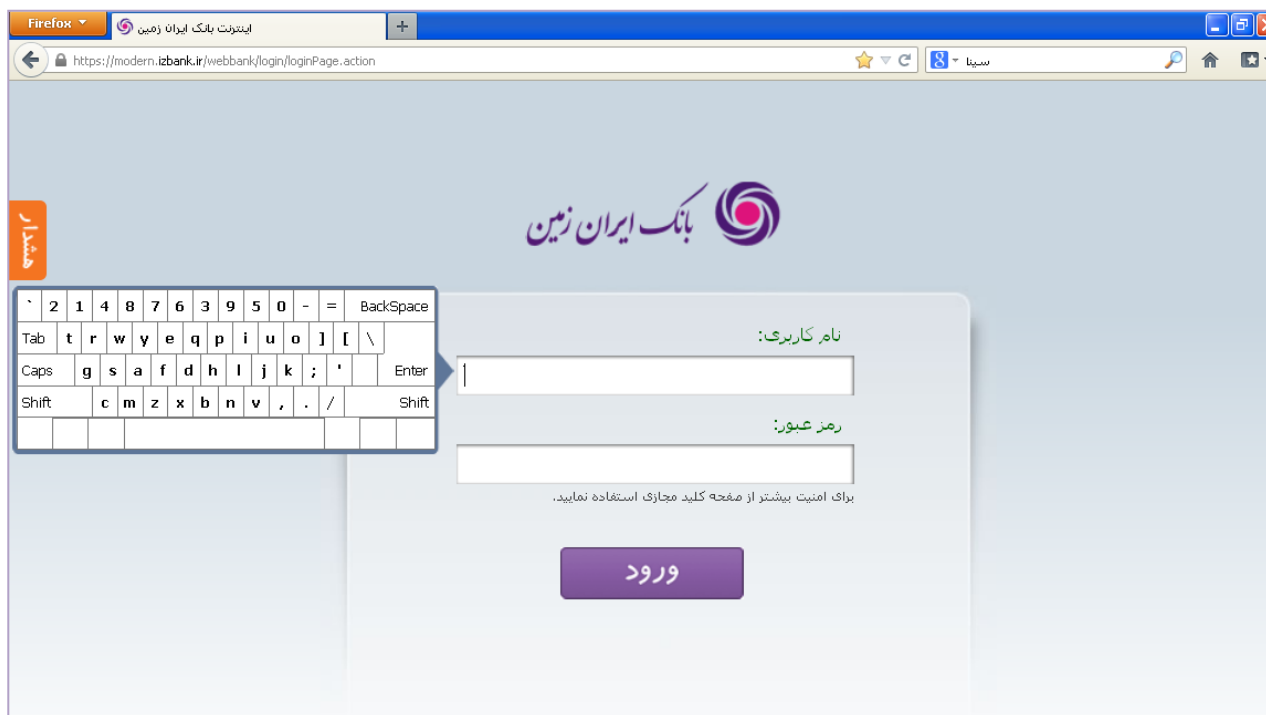 Firefox
اینترنت بانک ایران زمین
https://modern.izbank.ir/webbank/login/loginPage.action
8
سینا
بانک ایران زمین
هشدار
` 2 1 4 8 7 6 3 9 5 0 - = BackSpace
Tab t r w y e q p i u o ] [ \
Caps g s a f d h l j k ; ' Enter
Shift c m z x b n v , . / Shift
نام کاربری:
رمز عبور:
برای امنیت بیشتر از صفحه کلید مجازی استفاده نمایید.
ورود